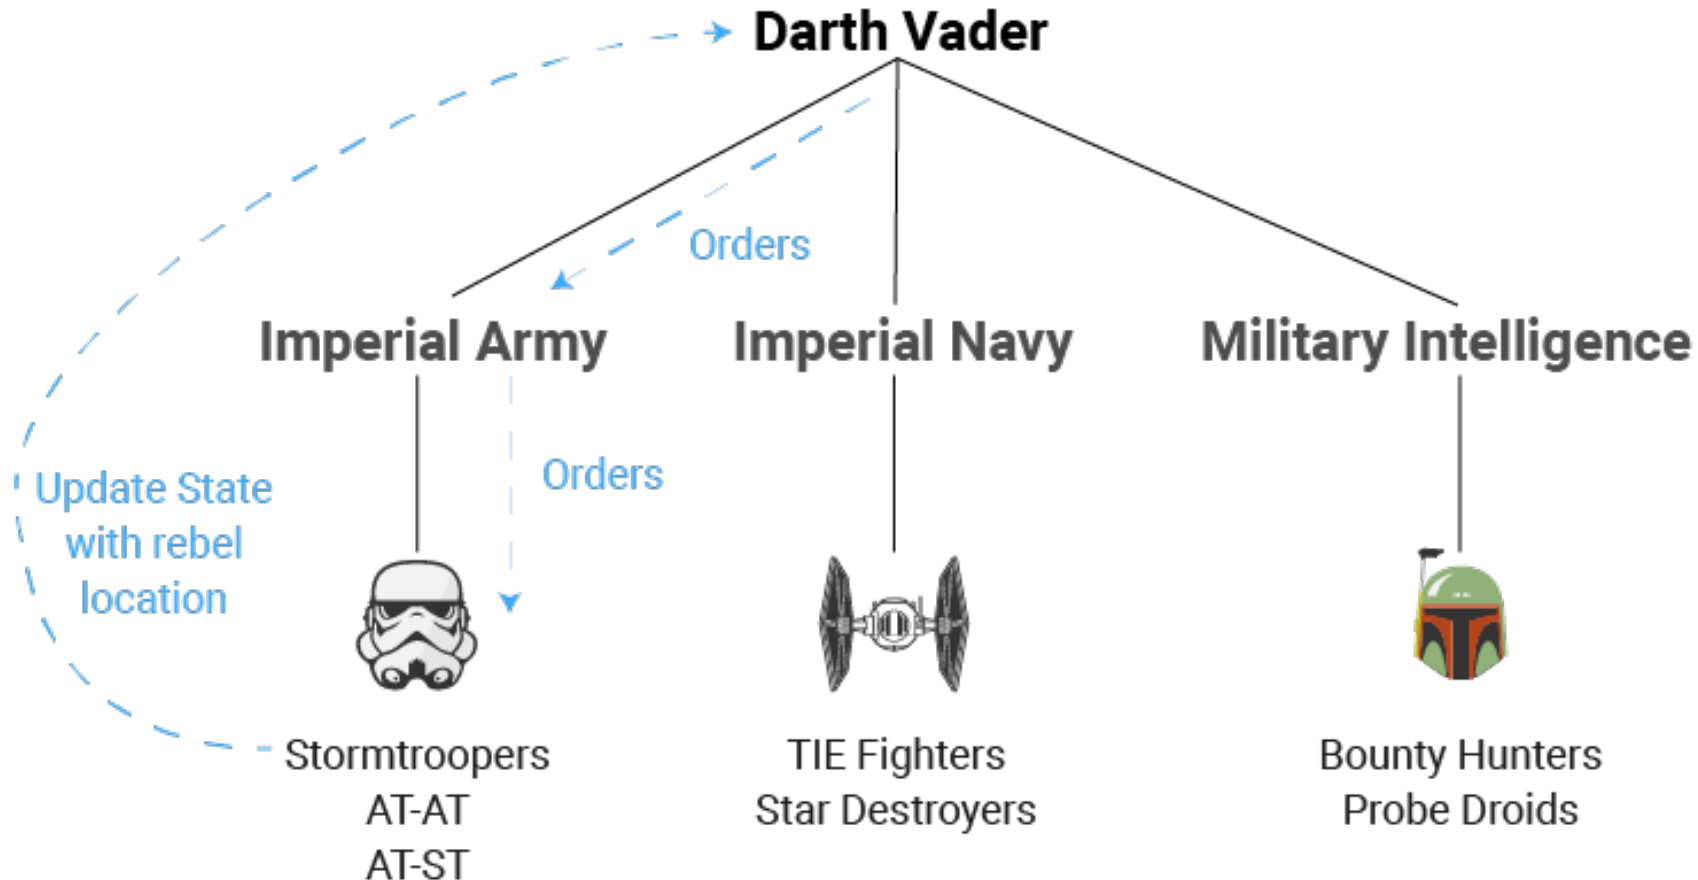 Darth Vader
Orders
Imperial Army
Imperial Navy
Military Intelligence
Orders
Update State
with rebel
location
Stormtroopers
AT-AT
AT-ST
TIE Fighters
Star Destroyers
Bounty Hunters
Probe Droids